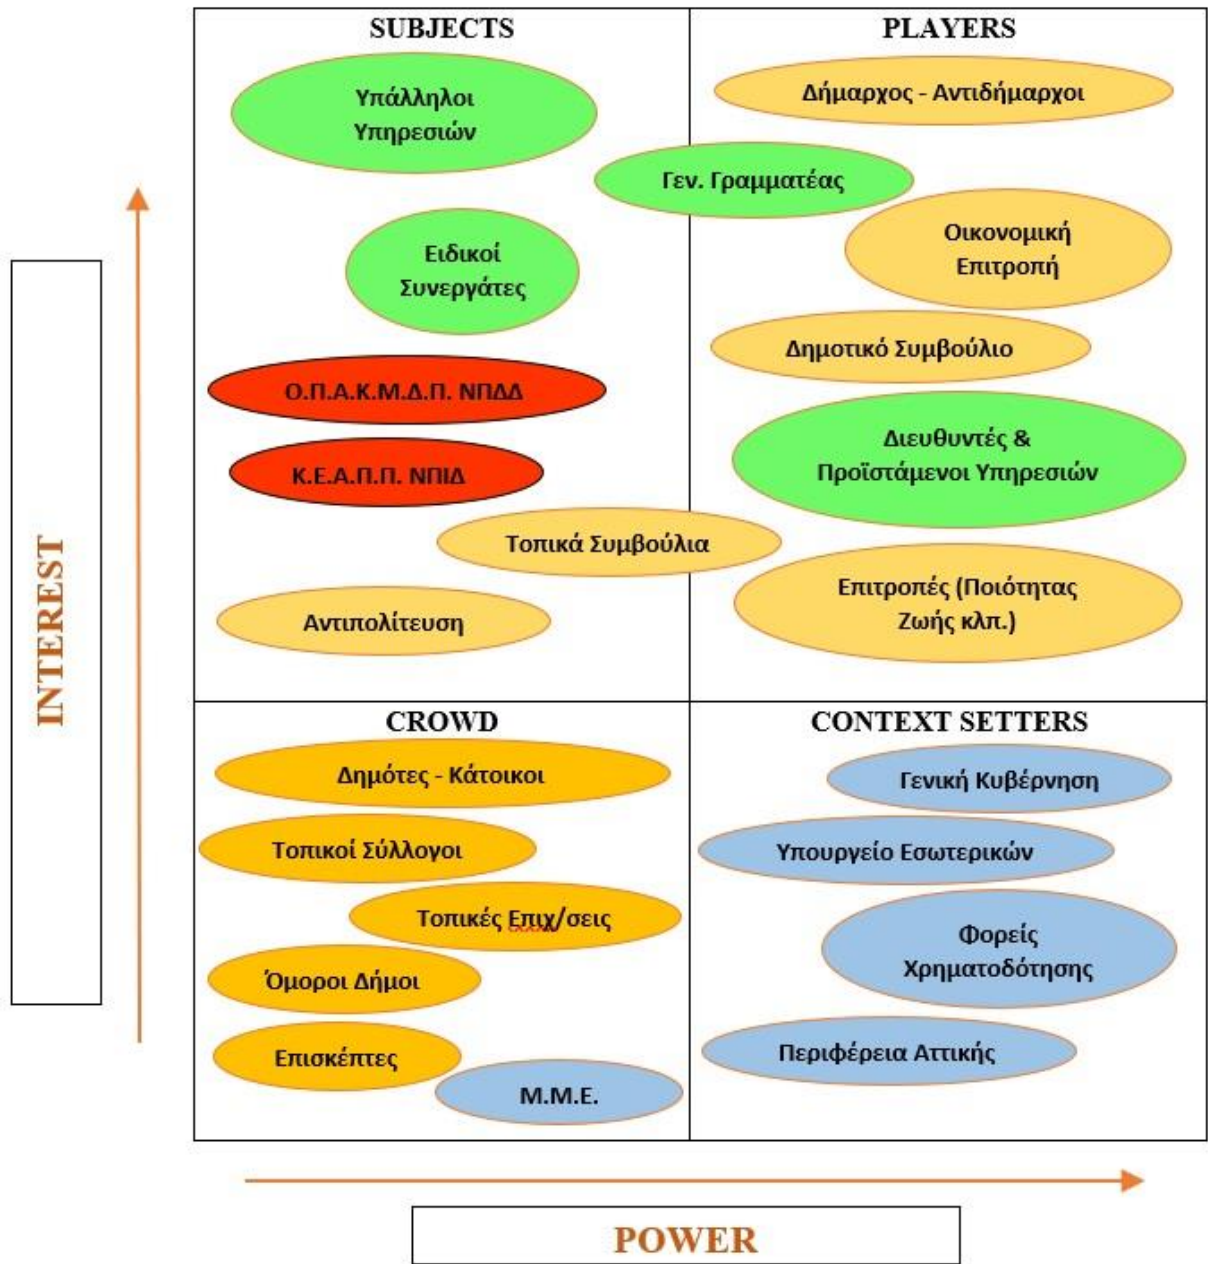 SUBJECTS
Υπάλληλοι
Υπηρεσιών
Ειδικοί
Συνεργάτες
Ο.Π.Α.Κ.Μ.Δ.Π. ΝΠΔΔ
Κ.Ε.Α.Π.Π. ΝΠΙΔ
Τοπικά Συμβούλια
Αντιπολίτευση
PLAYERS
Δήμαρχος - Αντιδήμαρχοι
Γεν. Γραμματέας
Οικονομική
Επιτροπή
Δημοτικό Συμβούλιο
Διευθυντές &
Προϊστάμενοι Υπηρεσιών
Επιτροπές (Ποιότητας
Ζωής κλπ.)
CROWD
Δημότες - Κάτοικοι
Τοπικοί Σύλλογοι
Τοπικές Επιχ/σεις
Όμοροι Δήμοι
Επισκέπτες
Μ.Μ.Ε.
CONTEXT SETTERS
Γενική Κυβέρνηση
Υπουργείο Εσωτερικών
Φορείς
Χρηματοδότησης
Περιφέρεια Αττικής
INTEREST
POWER